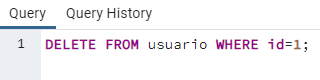 Query Query History
1 DELETE FROM usuario WHERE id=1;